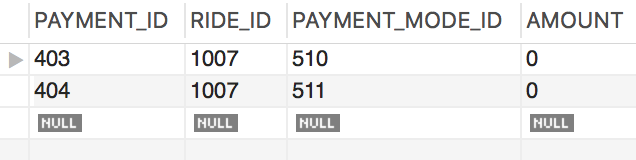 PAYMENT_ID RIDE_ID PAYMENT_MODE_ID AMOUNT
403 1007 510 0
404 1007 511 0
NULL NULL NULL NULL